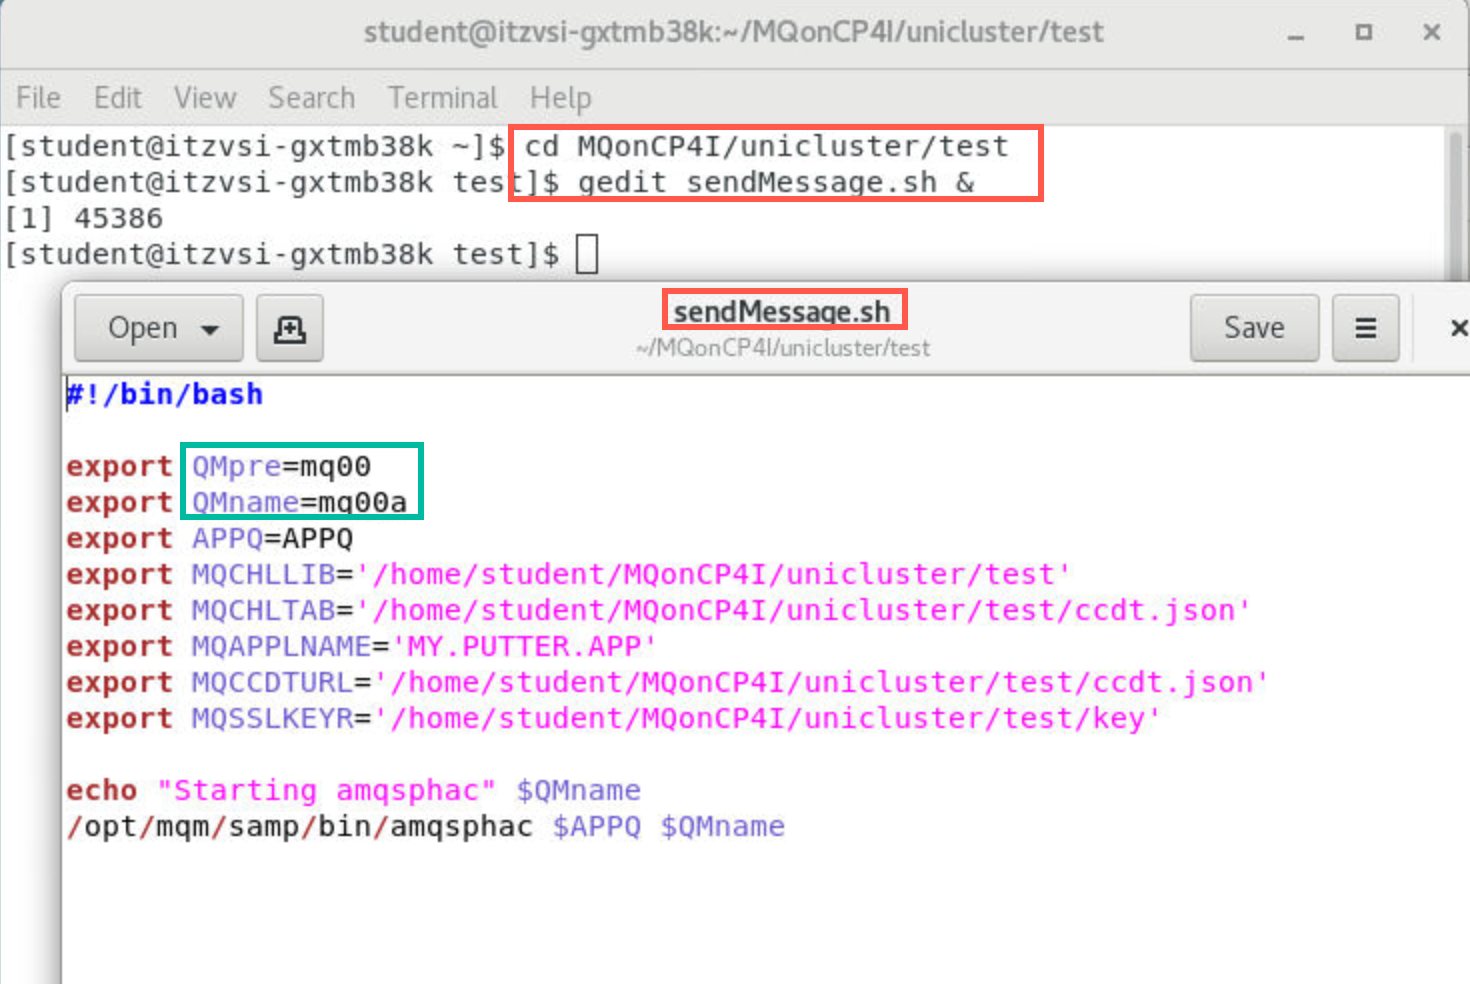 student@itzvsi-gxtmb38k:~/MQonCP4I/unicluster/test
File Edit View Search Terminal Help
[student@itzvsi-gxtmb38k ~]$ cd MQonCP4I/unicluster/test
[student@itzvsi-gxtmb38k test]$ gedit sendMessage.sh &
[1] 45386
[student@itzvsi-gxtmb38k test]$
Open
sendMessage.sh
~/MQonCP4I/unicluster/test
Save
#!/bin/bash
export QMpre=mq00
export QMname=mq00a
export APPQ=APPQ
export MQCHLLIB='/home/student/MQonCP4I/unicluster/test'
export MQCHLTAB='/home/student/MQonCP4I/unicluster/test/ccdt.json'
export MQAPPLNAME='MY.PUTTER.APP'
export MQCCDTURL='/home/student/MQonCP4I/unicluster/test/ccdt.json'
export MQSSLKEYR='/home/student/MQonCP4I/unicluster/test/key'
echo "Starting amqsphac" $QMname
/opt/mqm/samp/bin/amqsphac $APPQ $QMname